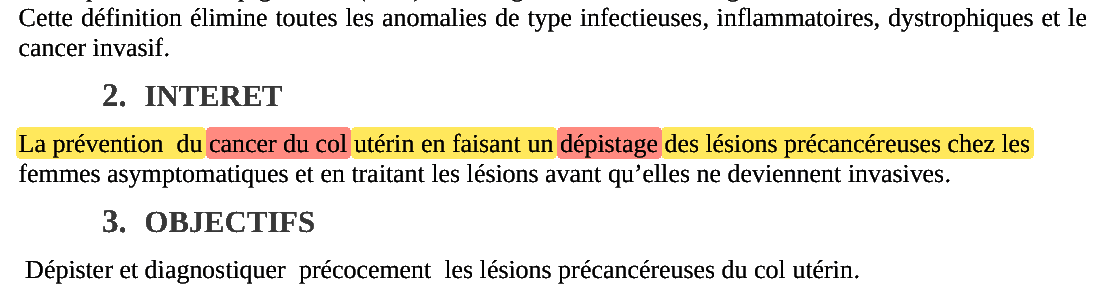 Cette définition élimine toutes les anomalies de type infectieuses, inflammatoires, dystrophiques et le
cancer invasif.
2. INTERET
La prévention du cancer du col utérin en faisant un dépistage des lésions précancéreuses chez les
femmes asymptomatiques et en traitant les lésions avant qu’elles ne deviennent invasives.
3. OBJECTIFS
Dépister et diagnostiquer précocement les lésions précancéreuses du col utérin.